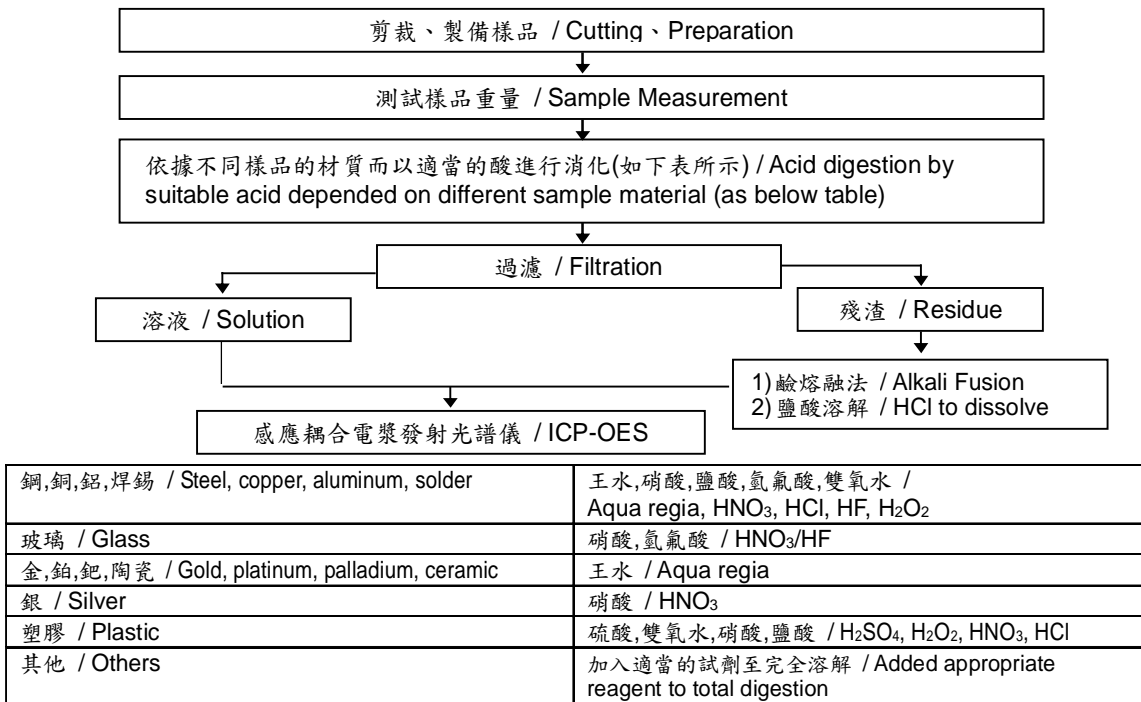 剪裁、製備樣品 / Cutting、Preparation
測試樣品重量 / Sample Measurement
依據不同樣品的材質而以適當的酸進行消化(如下表所示) / Acid digestion by
suitable acid depended on different sample material (as below table)
過濾 / Filtration
溶液 / Solution
殘渣 / Residue
1)鹼熔融法 / Alkali Fusion
2)鹽酸溶解 / HCl to dissolve
感應耦合電漿發射光譜儀 / ICP-OES
鋼,銅,鋁,焊錫 / Steel, copper, aluminum, solder
王水,硝酸,鹽酸,氫氟酸,雙氧水 /
Aqua regia, HNO₃, HCl, HF, H₂O₂
玻璃 / Glass
硝酸,氫氟酸 / HNO₃/HF
金,鉑,鈀,陶瓷 / Gold, platinum, palladium, ceramic
王水 / Aqua regia
銀 / Silver
硝酸 / HNO₃
塑膠 / Plastic
硫酸,雙氧水,硝酸,鹽酸 / H₂SO₄, H₂O₂, HNO₃, HCl
其他 / Others
加入適當的試劑至完全溶解 / Added appropriate
reagent to total digestion